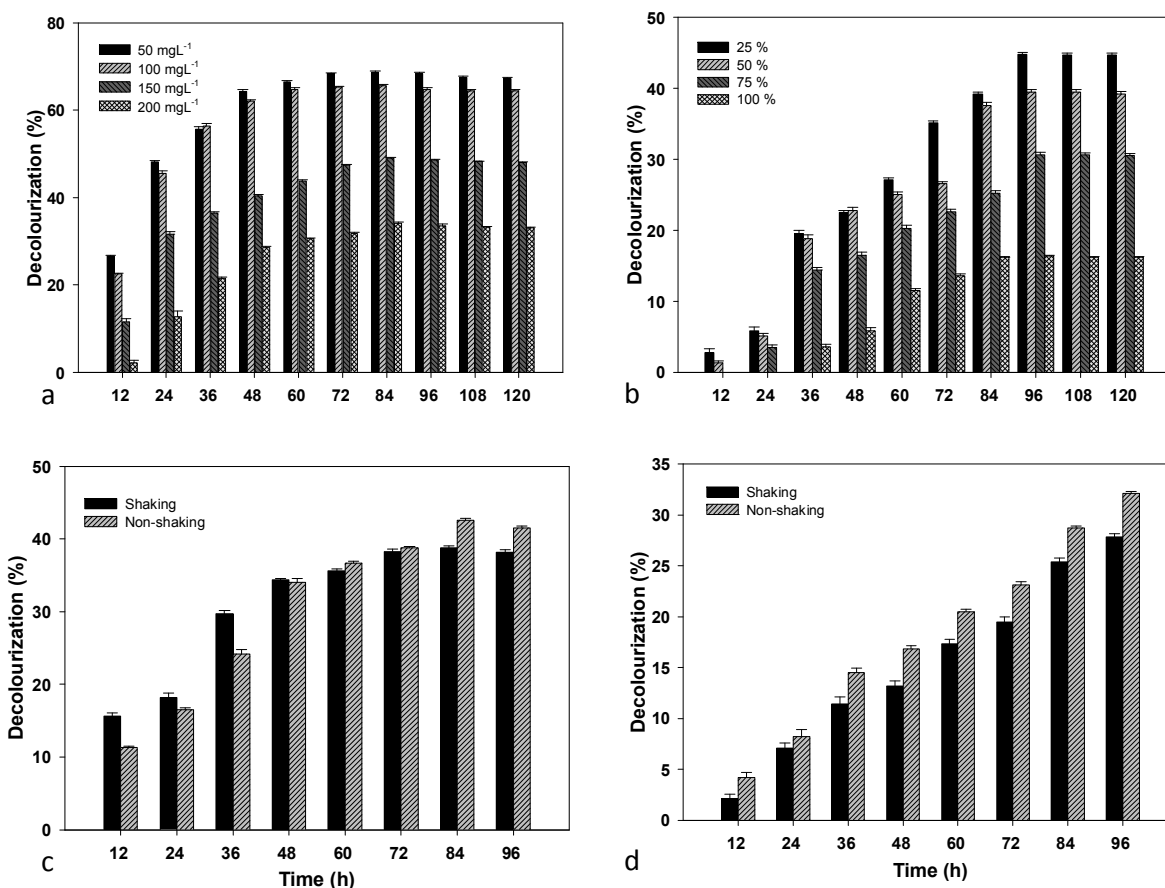 80
60
40
20
0
Decolourization (%)
50 mgL⁻¹
100 mgL⁻¹
150 mgL⁻¹
200 mgL⁻¹
12 24 36 48 60 72 84 96 108 120
a
50
40
30
20
10
0
Decolourization (%)
25 %
50 %
75 %
100 %
12 24 36 48 60 72 84 96 108 120
b
50
40
30
20
10
0
Decolourization (%)
Shaking
Non-shaking
12 24 36 48 60 72 84 96
Time (h)
c
35
30
25
20
15
10
5
0
Decolourization (%)
Shaking
Non-shaking
12 24 36 48 60 72 84 96
Time (h)
d